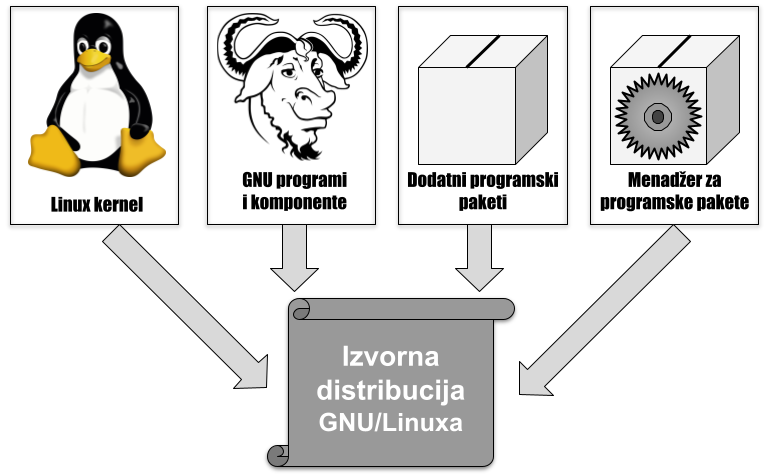 Linux kernel
GNU programi
i komponente
Dodatni programski
paketi
Menadžer za
programske pakete
Izvorna
distribucija
GNU/Linuxa